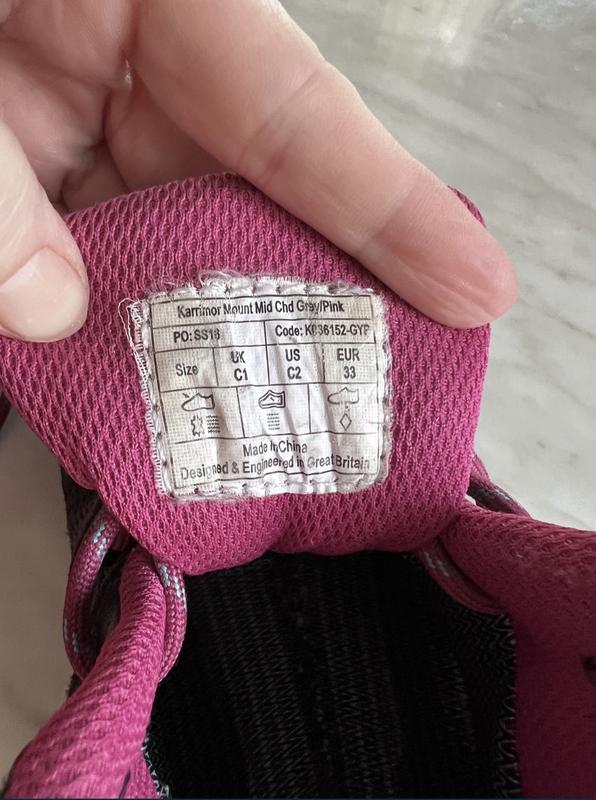 Karrimor Mount Mid Chd Grey/Pink
PO: SS16 Code: K036152-GYP
Size UK C1 US C2 EUR 33
Made In China
Designed & Engineered in Great Britain